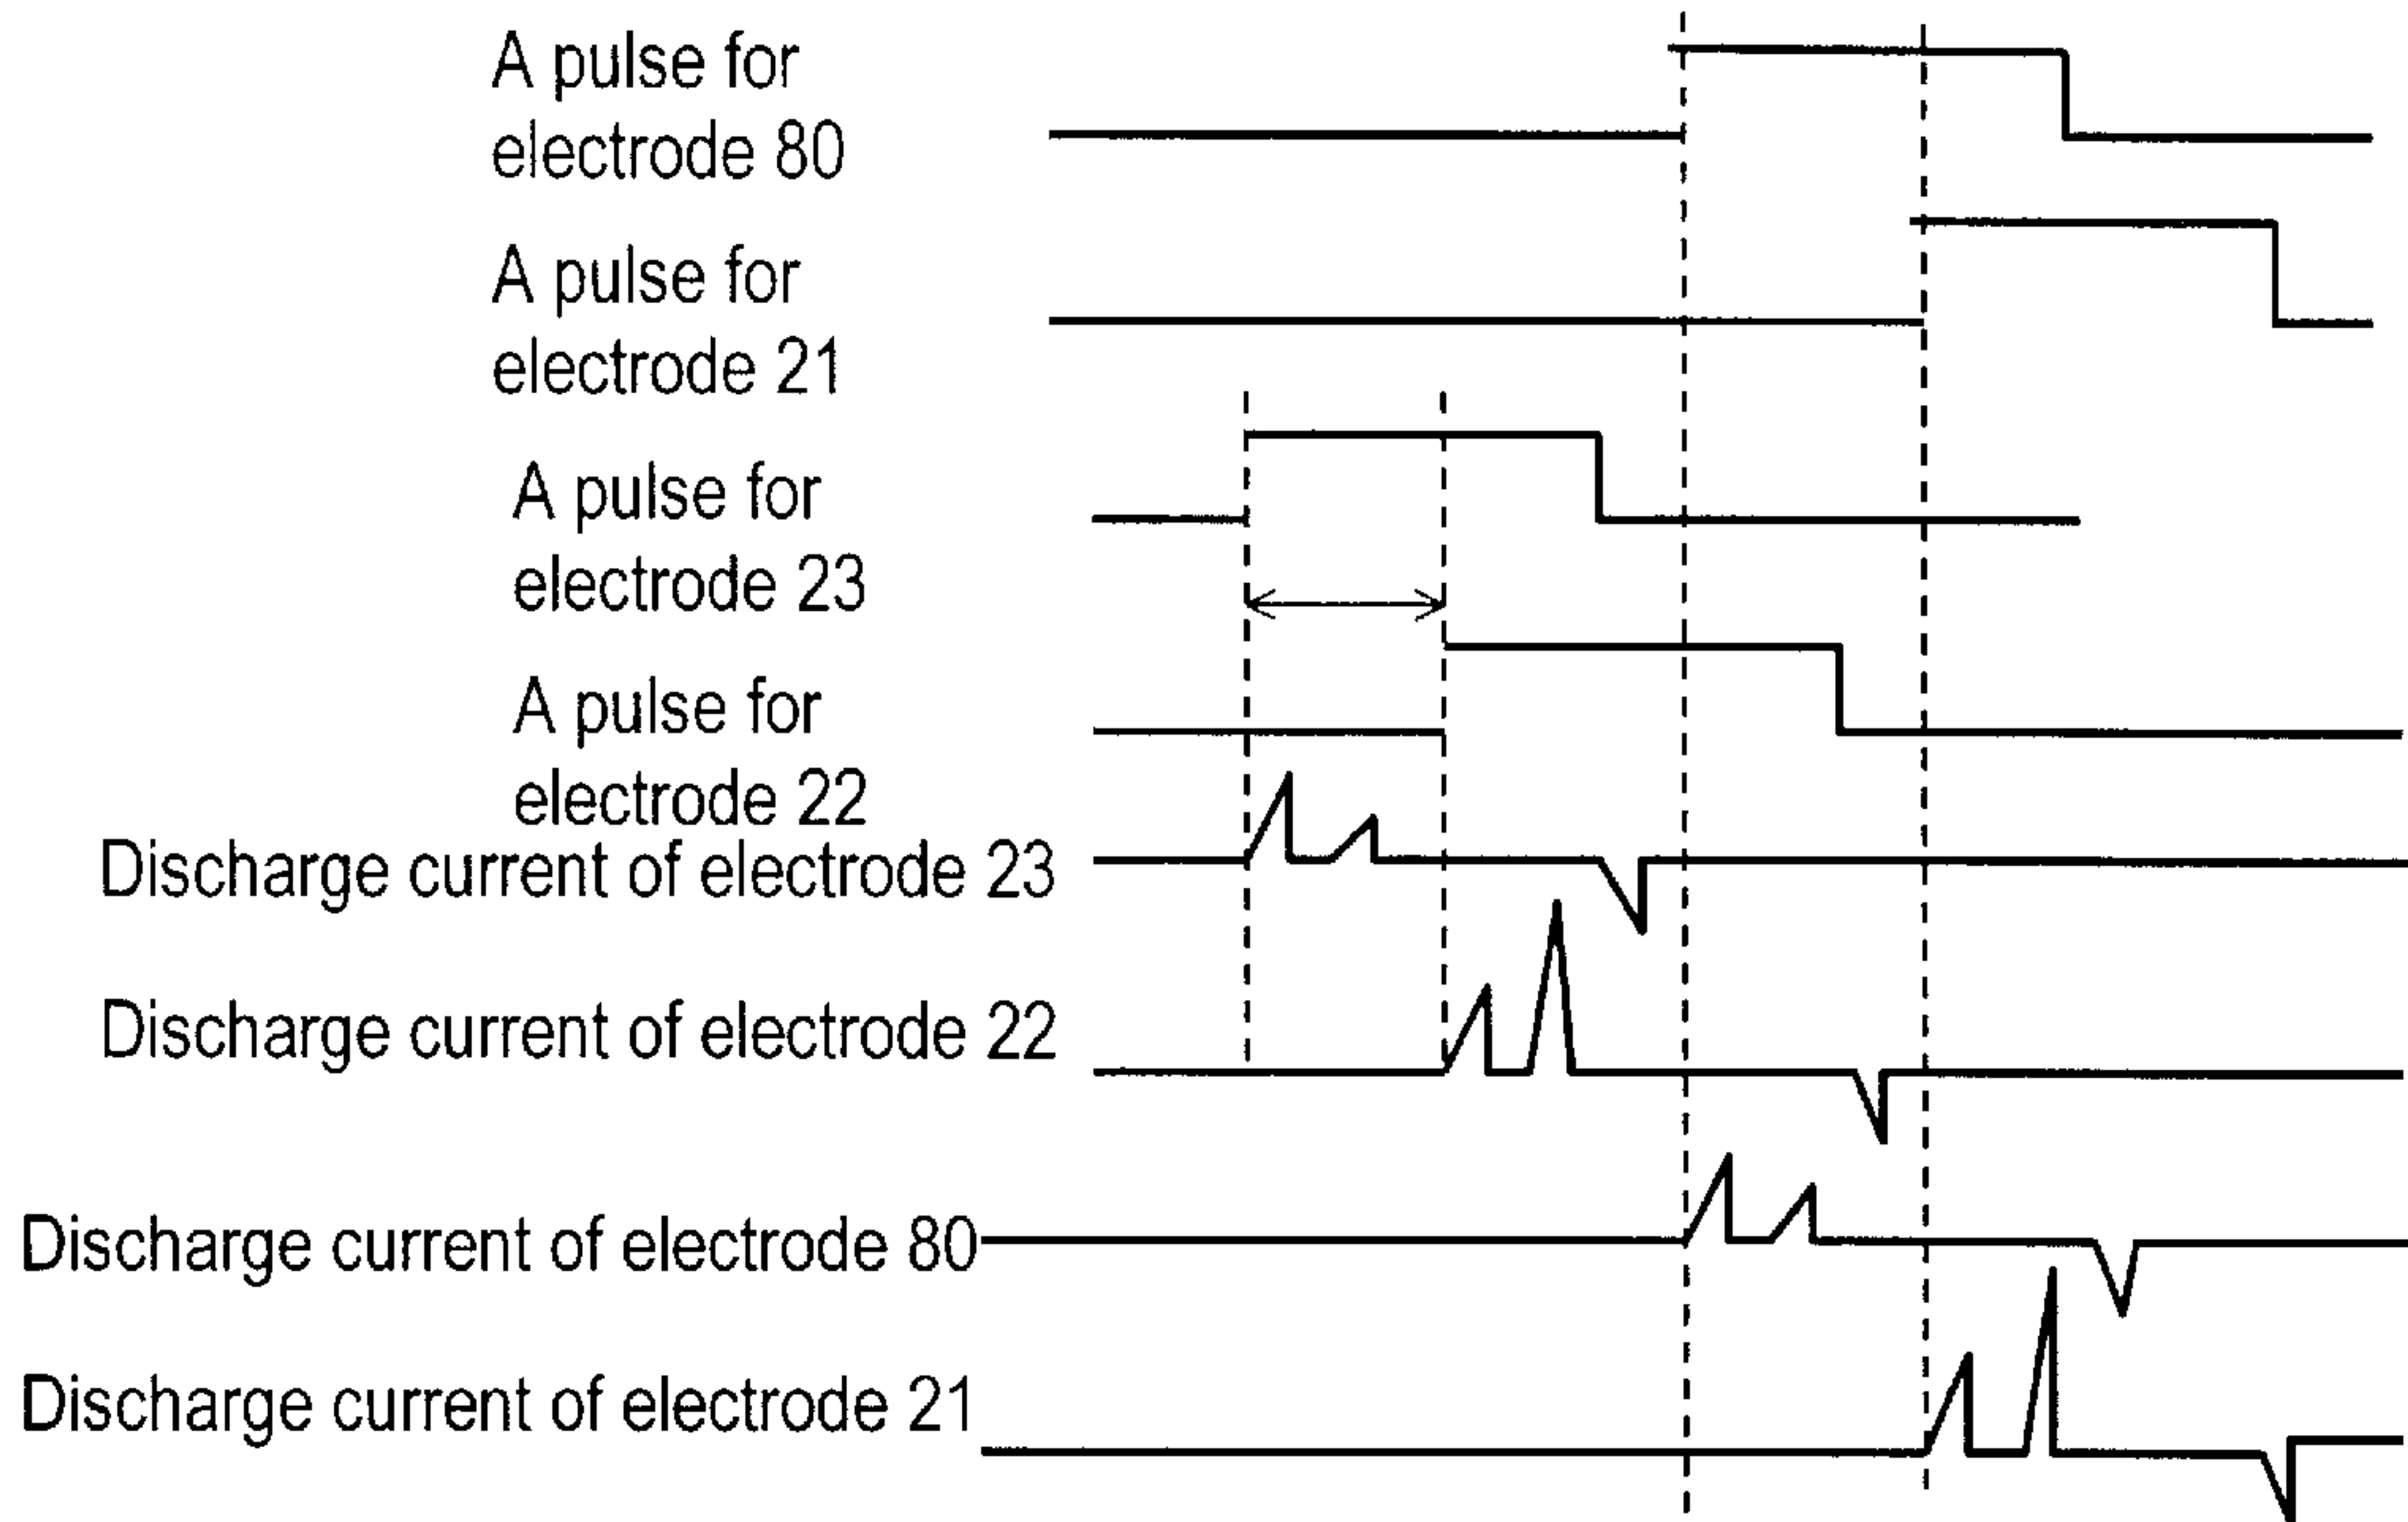 A pulse for
electrode 80
A pulse for
electrode 21
A pulse for
electrode 23
A pulse for
electrode 22
Discharge current of electrode 23
Discharge current of electrode 22
Discharge current of electrode 80
Discharge current of electrode 21